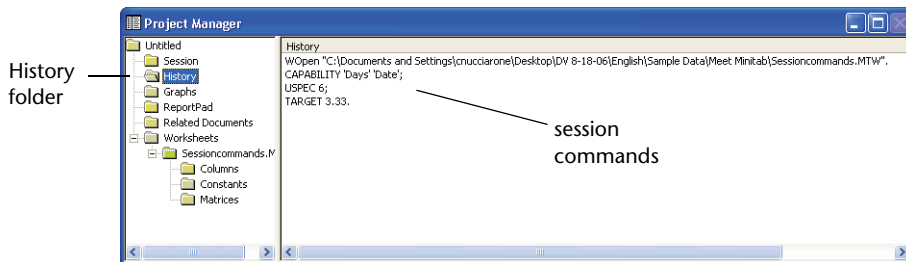 Project Manager
Untitled
Session
History
Graphs
ReportPad
Related Documents
Worksheets
Sessioncommands.M
Columns
Constants
Matrices
History
WOpen "C:\Documents and Settings\cnucciarone\Desktop\DV 8-18-06\English\Sample Data\Meet Minitab\Sessioncommands.MTW".
CAPABILITY 'Days' 'Date';
USPEC 6;
TARGET 3.33.
History
folder
session
commands